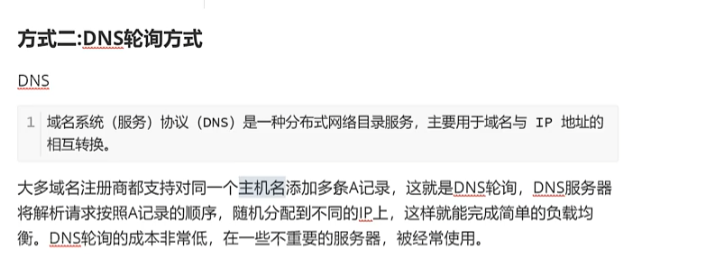 方式二:DNS轮询方式
DNS
1 域名系统（服务）协议（DNS）是一种分布式网络目录服务，主要用于域名与 IP 地址的
相互转换。
大多域名注册商都支持对同一个主机名添加多条A记录，这就是DNS轮询，DNS服务器
将解析请求按照A记录的顺序，随机分配到不同的IP上，这样就能完成简单的负载均
衡。DNS轮询的成本非常低，在一些不重要的服务器，被经常使用。